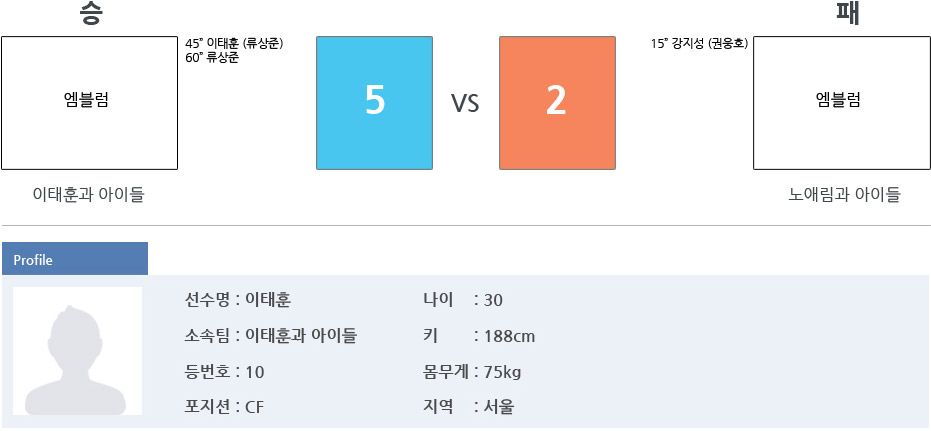 승
패
45” 이태훈 (류상준)
60” 류상준
15” 강지성 (권웅호)
엠블럼
5
VS
2
엠블럼
이태훈과 아이들
노애림과 아이들
Profile
선수명 : 이태훈
나이 : 30
소속팀 : 이태훈과 아이들
키 : 188cm
등번호 : 10
몸무게 : 75kg
포지션 : CF
지역 : 서울